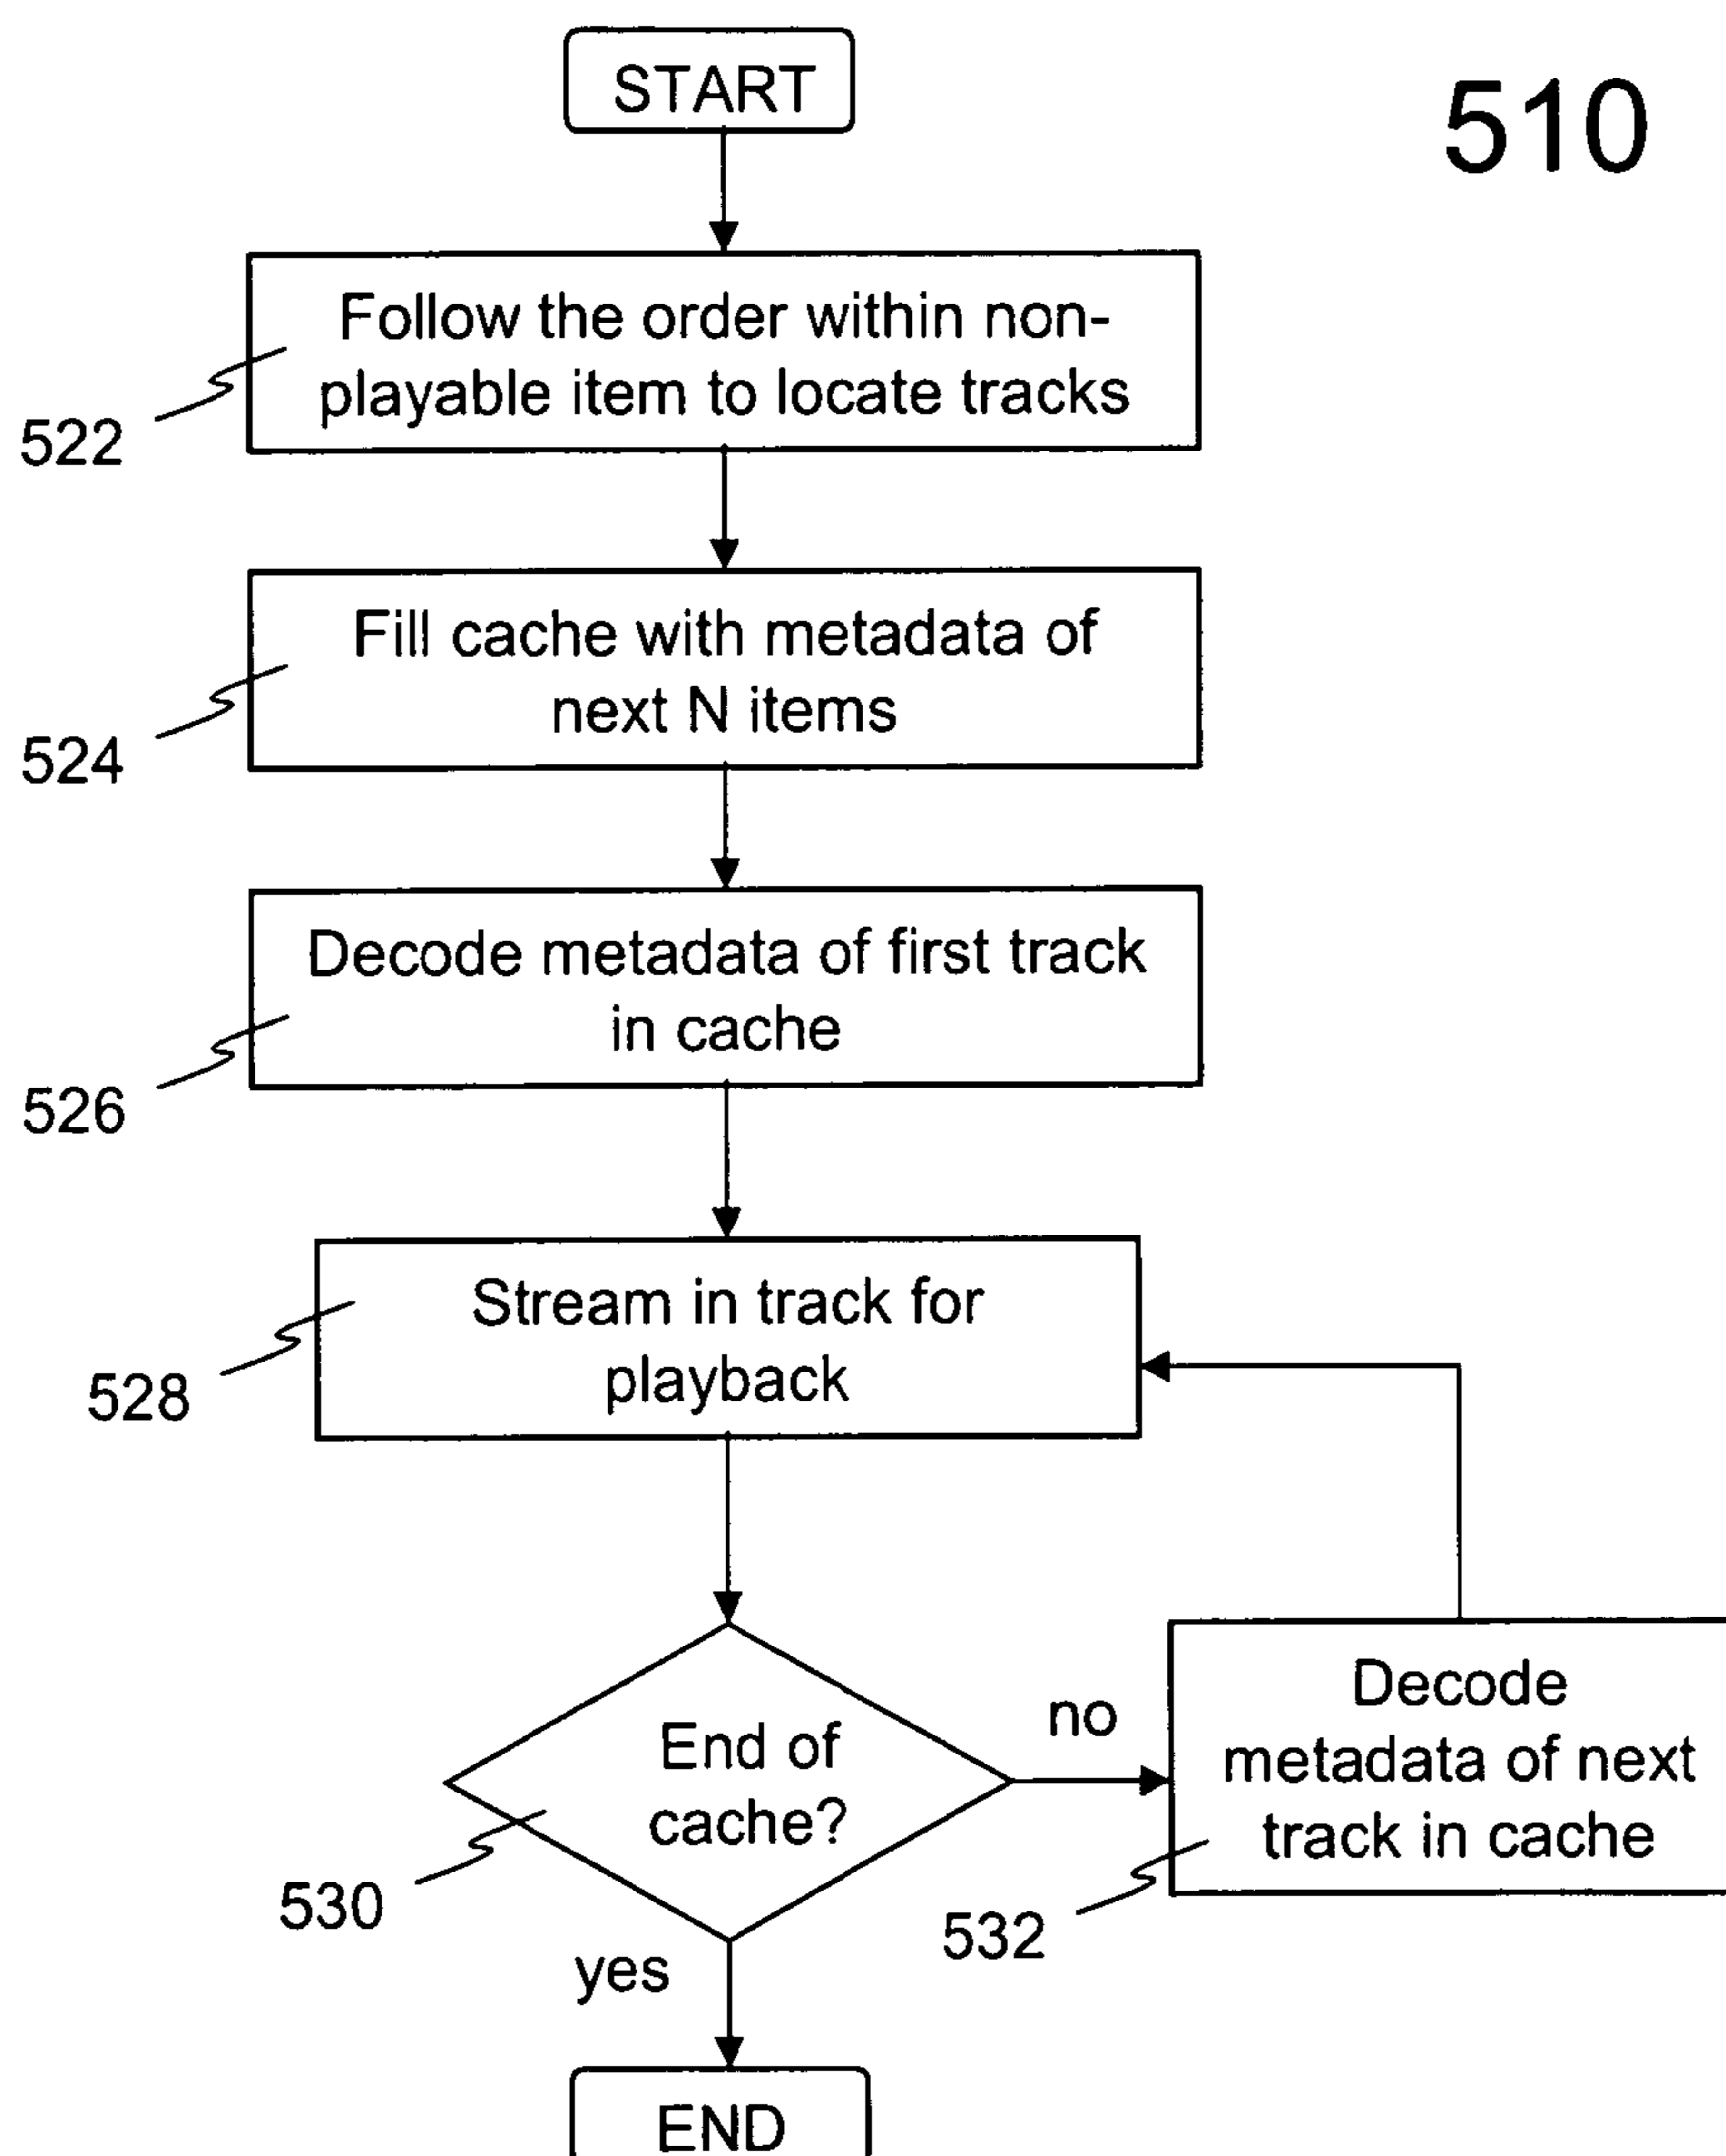 START
510
Follow the order within non-
playable item to locate tracks
522
Fill cache with metadata of
next N items
524
Decode metadata of first track
in cache
526
Stream in track for
playback
528
End of
cache?
530
no
Decode
metadata of next
track in cache
532
yes
END